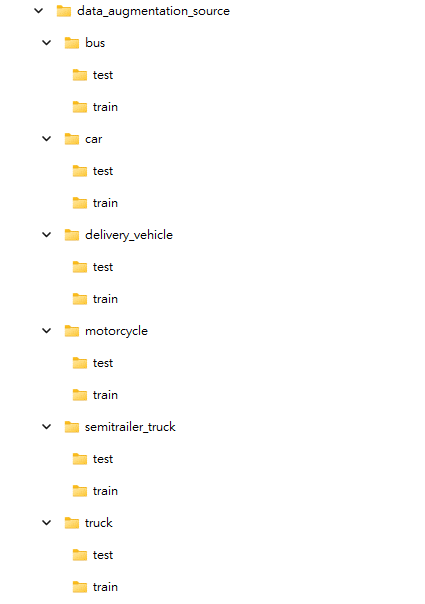 data_augmentation_source
bus
test
train
car
test
train
delivery_vehicle
test
train
motorcycle
test
train
semitrailer_truck
test
train
truck
test
train